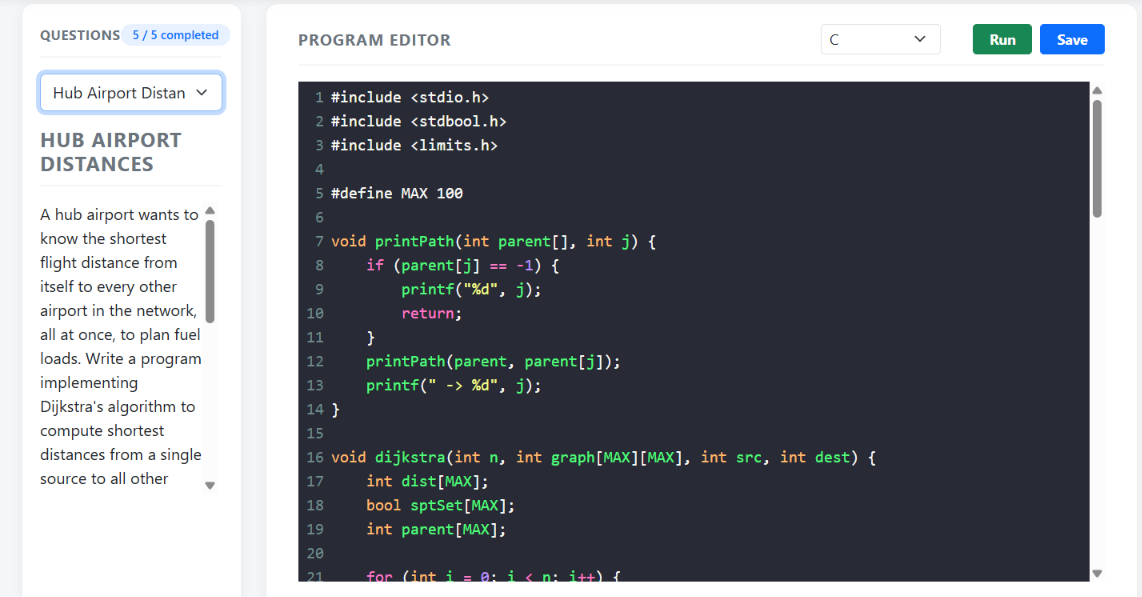 QUESTIONS 5 / 5 completed
Hub Airport Distan
HUB AIRPORT
DISTANCES
A hub airport wants to
know the shortest
flight distance from
itself to every other
airport in the network,
all at once, to plan fuel
loads. Write a program
implementing
Dijkstra's algorithm to
compute shortest
distances from a single
source to all other
PROGRAM EDITOR
C
Run
Save
1 #include <stdio.h>
2 #include <stdbool.h>
3 #include <limits.h>
4
5 #define MAX 100
6
7 void printPath(int parent[], int j) {
8     if (parent[j] == -1) {
9         printf("%d", j);
10         return;
11     }
12     printPath(parent, parent[j]);
13     printf(" -> %d", j);
14 }
15
16 void dijkstra(int n, int graph[MAX][MAX], int src, int dest) {
17     int dist[MAX];
18     bool sptSet[MAX];
19     int parent[MAX];
20
21     for (int i = 0; i < n; i++) {